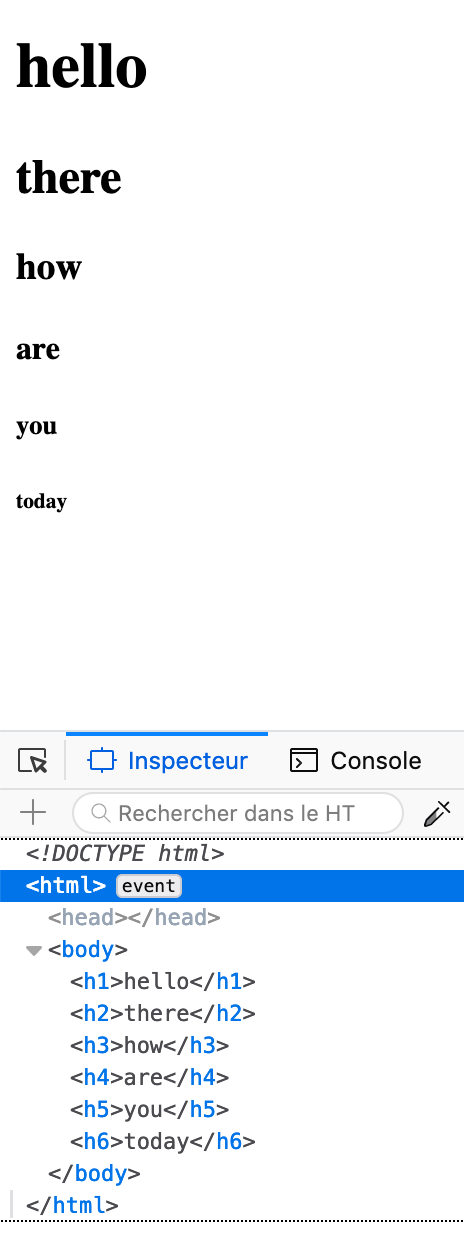 hello
there
how
are
you
today
Inspecteur Console
Rechercher dans le HT
<!DOCTYPE html>
<html> event
<head></head>
<body>
<h1>hello</h1>
<h2>there</h2>
<h3>how</h3>
<h4>are</h4>
<h5>you</h5>
<h6>today</h6>
</body>
</html>